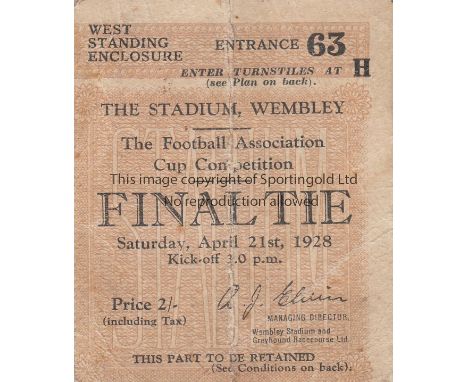 WEST
STANDING
ENCLOSURE
ENTRANCE 63
ENTER TURNSTILES AT H
(see Plan on back).
THE STADIUM, WEMBLEY
The Football Association
Cup Competition
This image is copyright of Sportingold Ltd
No reproduction allowed
FINAL TIE
Saturday, April 21st, 1928
Kick-off 3.0 p.m.
Price 2/-
(including Tax)
A. J. Elvin
MANAGING DIRECTOR,
Wembley Stadium and
Greyhound Racecourse Ltd.
THIS PART TO BE RETAINED
(See Conditions on back).